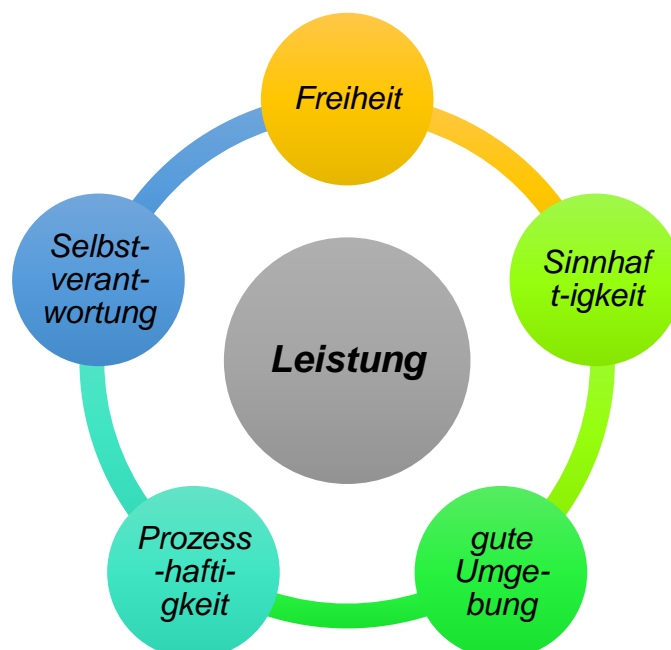 Freiheit
Selbst-
verant-
wortung
Sinnhaf
t-igkeit
Leistung
Prozess
-hafti-
gkeit
gute
Umge-
bung